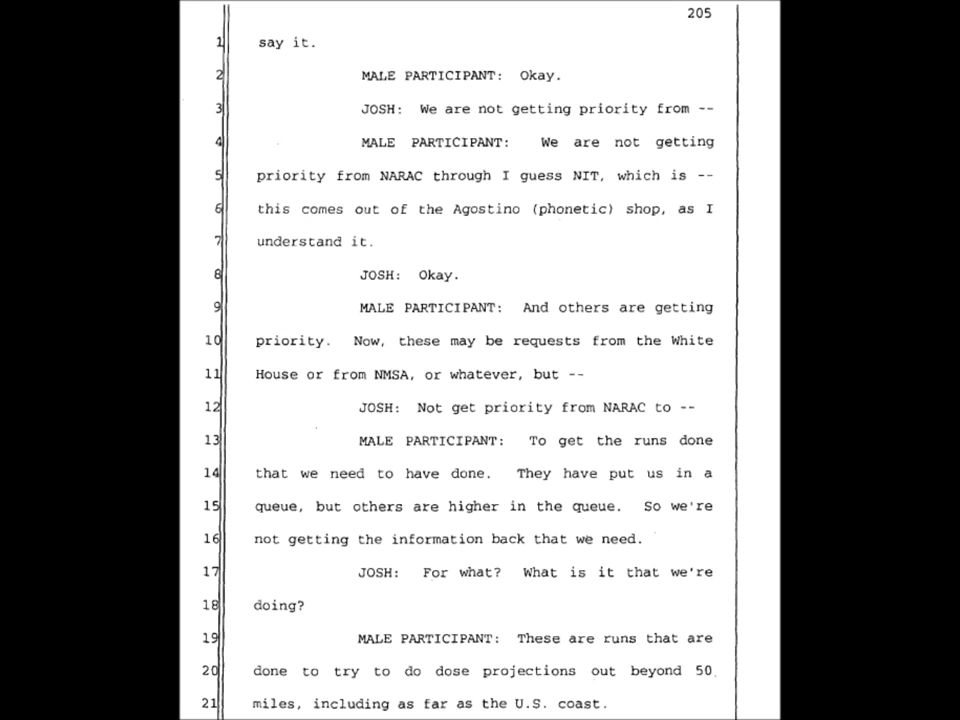 205
1 say it.
2 MALE PARTICIPANT: Okay.
3 JOSH: We are not getting priority from --
4 MALE PARTICIPANT: We are not getting
5 priority from NARAC through I guess NIT, which is --
6 this comes out of the Agostino (phonetic) shop, as I
7 understand it.
8 JOSH: Okay.
9 MALE PARTICIPANT: And others are getting
10 priority. Now, these may be requests from the White
11 House or from NMSA, or whatever, but --
12 JOSH: Not get priority from NARAC to --
13 MALE PARTICIPANT: To get the runs done
14 that we need to have done. They have put us in a
15 queue, but others are higher in the queue. So we're
16 not getting the information back that we need.
17 JOSH: For what? What is it that we're
18 doing?
19 MALE PARTICIPANT: These are runs that are
20 done to try to do dose projections out beyond 50
21 miles, including as far as the U.S. coast.